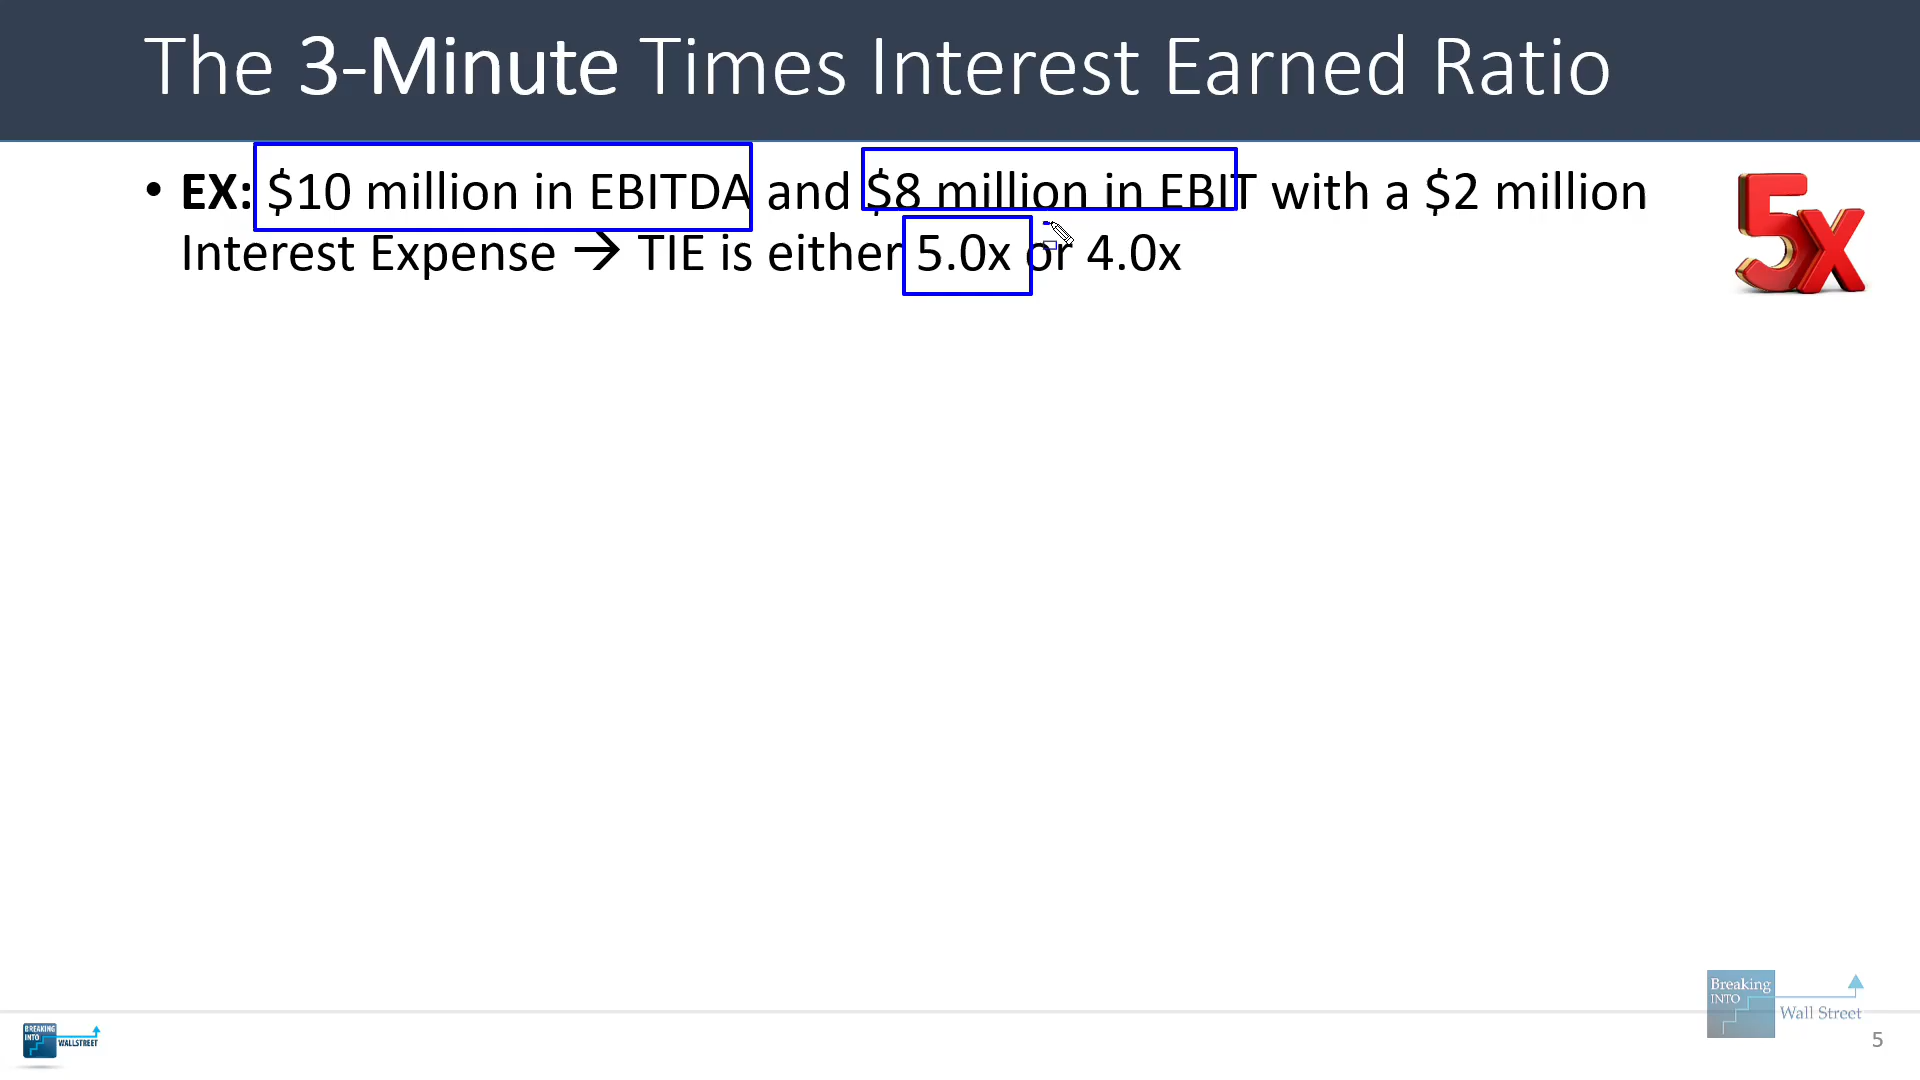 The 3-Minute Times Interest Earned Ratio
• EX: $10 million in EBITDA and $8 million in EBIT with a $2 million
Interest Expense → TIE is either 5.0x or 4.0x
5x
Breaking
INTO
Wall Street
BREAKING
INTO
WALLSTREET
5